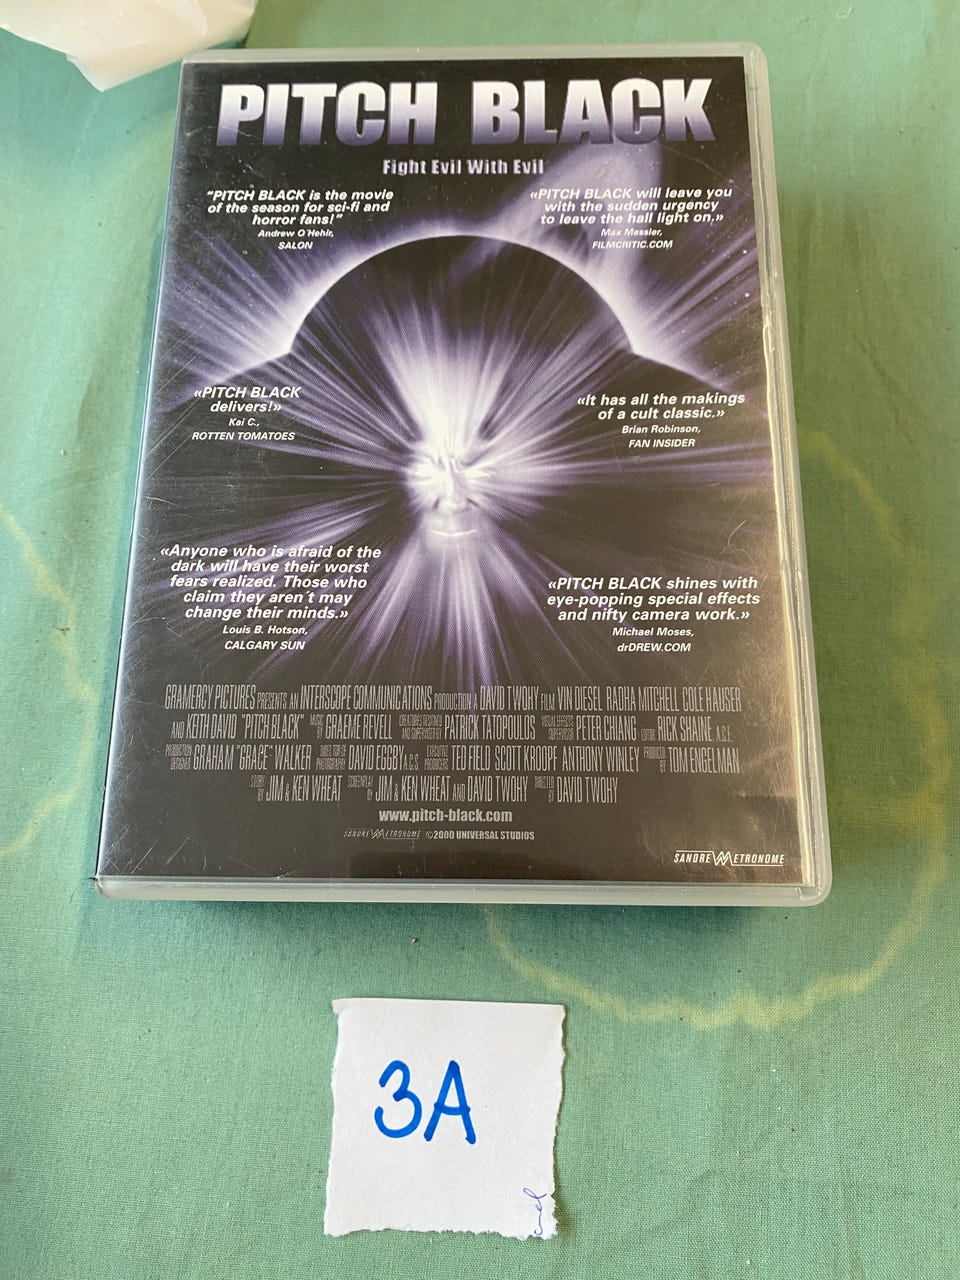 PITCH BLACK
Fight Evil With Evil
"PITCH BLACK is the movie
of the season for sci-fi and
horror fans!"
Andrew O'Hehir,
SALON
«PITCH BLACK will leave you
with the sudden urgency
to leave the hall light on.»
Max Messier,
FILMCRITIC.COM
«PITCH BLACK
delivers!»
Kai C.,
ROTTEN TOMATOES
«It has all the makings
of a cult classic.»
Brian Robinson,
FAN INSIDER
«Anyone who is afraid of the
dark will have their worst
fears realized. Those who
claim they aren´t may
change their minds.»
Louis B. Hotson,
CALGARY SUN
«PITCH BLACK shines with
eye-popping special effects
and nifty camera work.»
Michael Moses,
drDREW.COM
GRAMERCY PICTURES PRESENTS AN INTERSCOPE COMMUNICATIONS PRODUCTION A DAVID TWOHY FILM VIN DIESEL RADHA MITCHELL COLE HAUSER
AND KEITH DAVID "PITCH BLACK" MUSIC BY GRAEME REVELL CREATURES DESIGNED AND SUPERVISED BY PATRICK TATOPOULOS VISUAL EFFECTS SUPERVISOR PETER CHIANG EDITOR RICK SHAINE A.C.E.
PRODUCTION DESIGNER GRAHAM "GRACE" WALKER DIRECTOR OF PHOTOGRAPHY DAVID EGGBY A.C.S EXECUTIVE PRODUCERS TED FIELD SCOTT KROOPF ANTHONY WINLEY PRODUCED BY TOM ENGELMAN
STORY BY JIM & KEN WHEAT SCREENPLAY BY JIM & KEN WHEAT AND DAVID TWOHY DIRECTED BY DAVID TWOHY
www.pitch-black.com
SANDREW METRONOME ©2000 UNIVERSAL STUDIOS
SANDREW METRONOME
3A